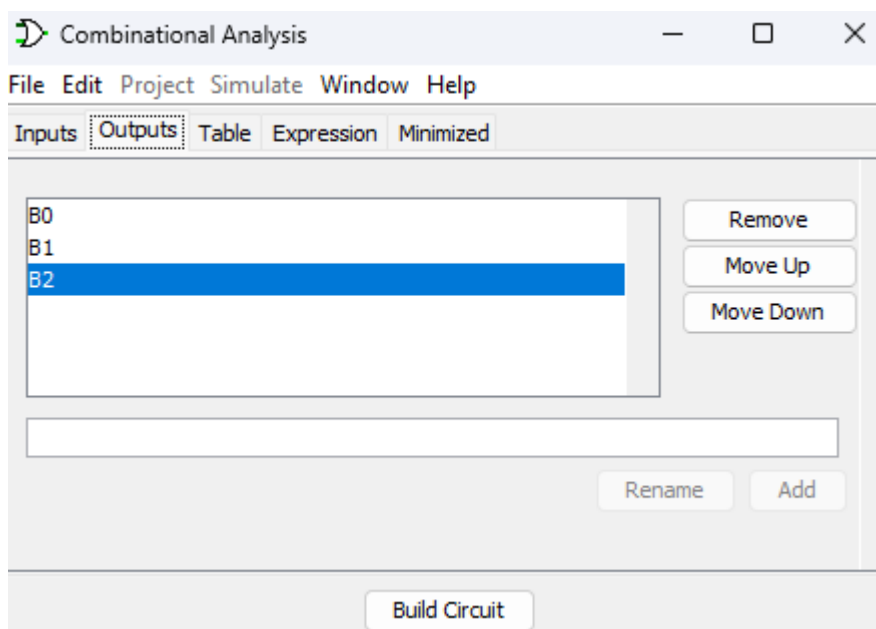 Combinational Analysis
File Edit Project Simulate Window Help
Inputs Outputs Table Expression Minimized
B0
B1
B2
Remove
Move Up
Move Down
Rename Add
Build Circuit